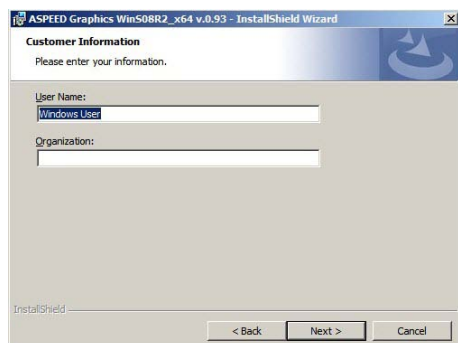 ASPEED Graphics WinS08R2_x64 v.0.93 - InstallShield Wizard
Customer Information
Please enter your information.
User Name:
Windows User
Organization:
InstallShield
< Back Next > Cancel